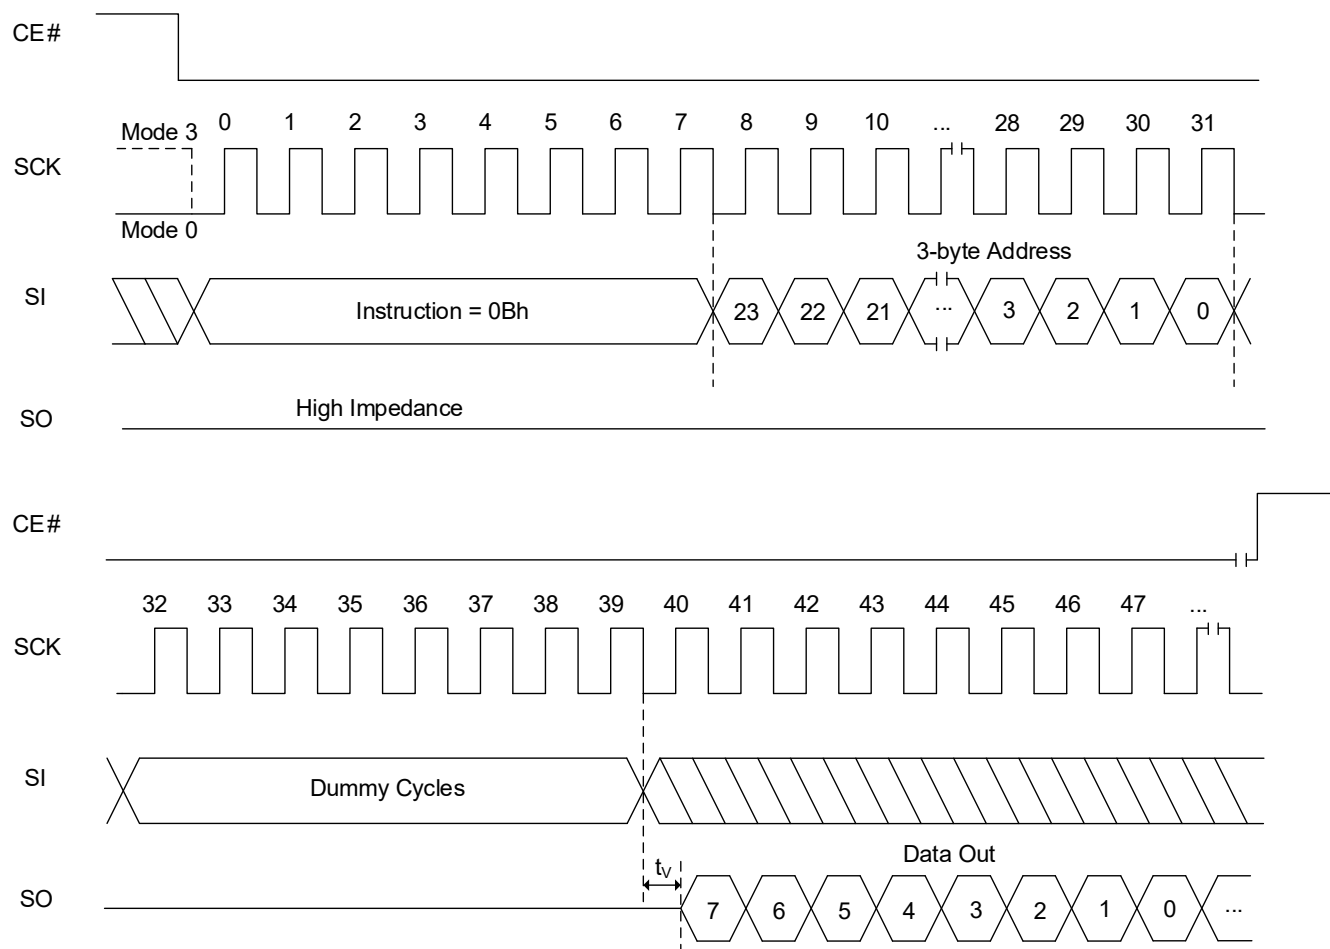 CE#
Mode 3 0 1 2 3 4 5 6 7 8 9 10 ... 28 29 30 31
SCK
Mode 0
3-byte Address
SI
Instruction = 0Bh 23 22 21 ... 3 2 1 0
SO
High Impedance
CE#
32 33 34 35 36 37 38 39 40 41 42 43 44 45 46 47 ...
SCK
SI
Dummy Cycles
Data Out
SO
tV
7 6 5 4 3 2 1 0 ...